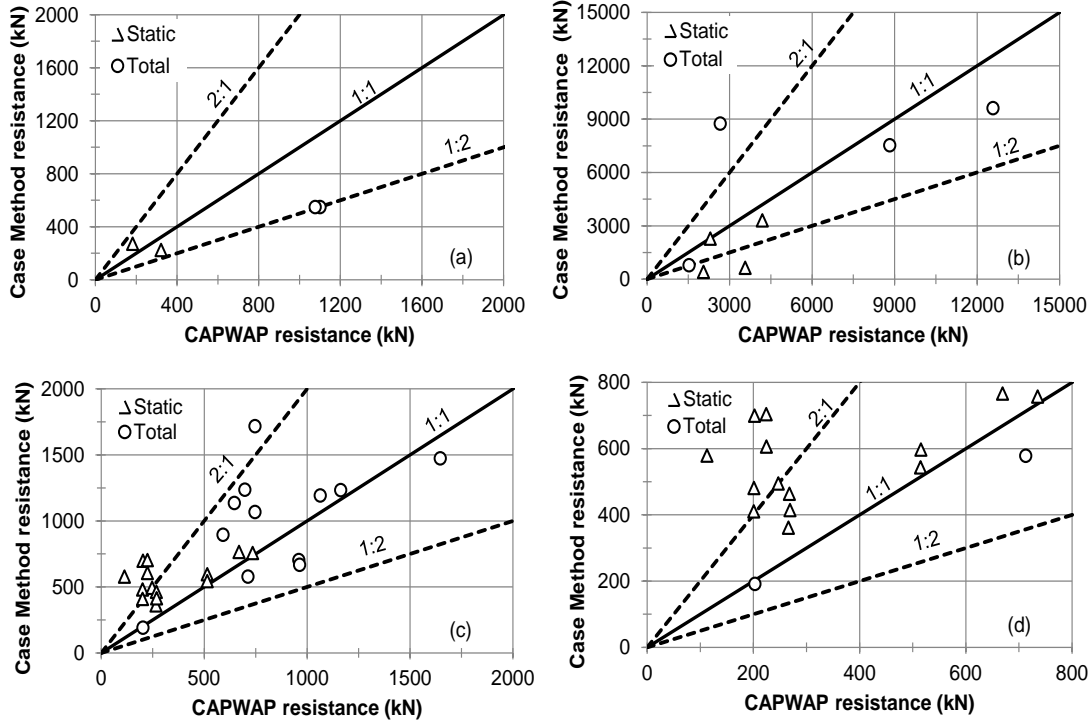 Case Method resistance (kN)
2000
1600
1200
800
400
0
Static
Total
2:1
1:1
1:2
(a)
0 400 800 1200 1600 2000
CAPWAP resistance (kN)
Case Method resistance (kN)
15000
12000
9000
6000
3000
0
Static
Total
2:1
1:1
1:2
(b)
0 3000 6000 9000 12000 15000
CAPWAP resistance (kN)
Case Method resistance (kN)
2000
1500
1000
500
0
Static
Total
2:1
1:1
1:2
(c)
0 500 1000 1500 2000
CAPWAP resistance (kN)
Case Method resistance (kN)
800
600
400
200
0
Static
Total
2:1
1:1
1:2
(d)
0 200 400 600 800
CAPWAP resistance (kN)